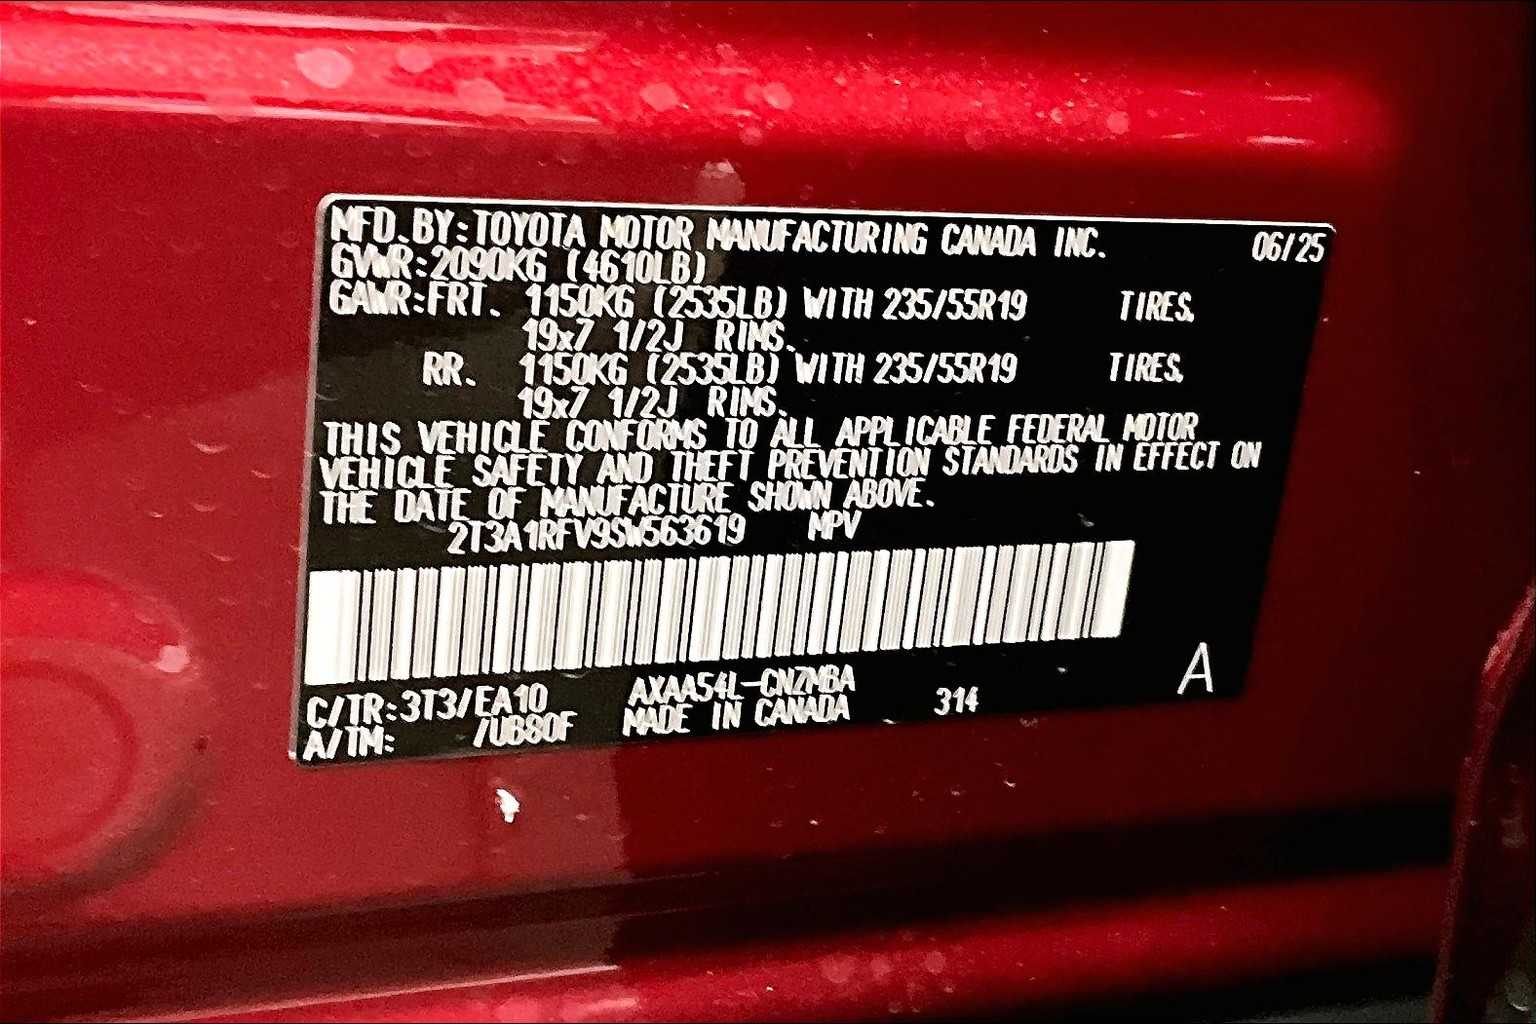 MFD. BY: TOYOTA MOTOR MANUFACTURING CANADA INC. 06/25
GVWR: 2090KG (4610LB)
GAWR: FRT. 1150KG (2535LB) WITH 235/55R19 TIRES.
19x7 1/2J RIMS.
RR. 1150KG (2535LB) WITH 235/55R19 TIRES.
19x7 1/2J RIMS.
THIS VEHICLE CONFORMS TO ALL APPLICABLE FEDERAL MOTOR
VEHICLE SAFETY AND THEFT PREVENTION STANDARDS IN EFFECT ON
THE DATE OF MANUFACTURE SHOWN ABOVE.
2T3A1RFV9SW563619 MPV
C/TR: 3T3/EA10 AXAA54L-CNZMBA 314 A
A/TM: /UB80F MADE IN CANADA